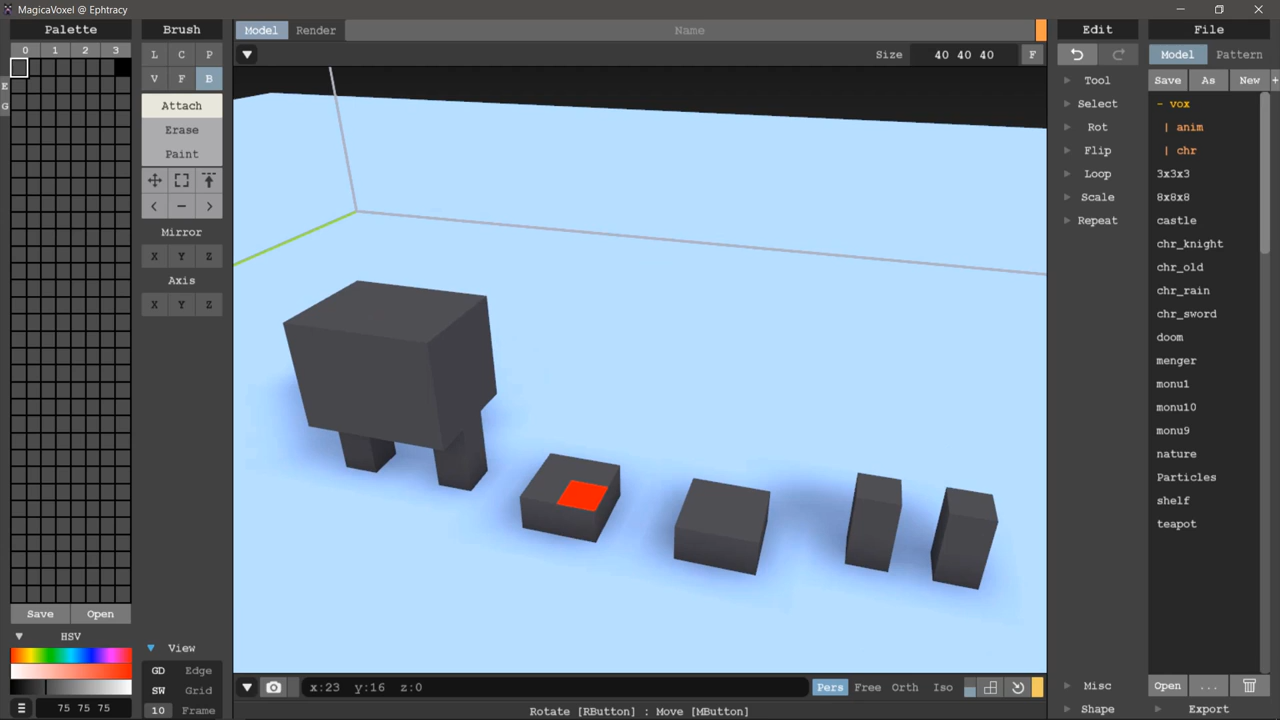 MagicaVoxel @ Ephtracy
Palette
0 1 2 3
E
G
Save Open
HSV
75 75 75
Brush
L C P
V F B
Attach
Erase
Paint
< - >
Mirror
X Y Z
Axis
X Y Z
View
GD Edge
SW Grid
10 Frame
Model Render Name
Size 40 40 40 F
x:23 y:16 z:0
Pers Free Orth Iso
Rotate [RButton] : Move [MButton]
Edit
Tool
Select
Rot
Flip
Loop
Scale
Repeat
Misc
Shape
File
Model Pattern
Save As New +
- vox
| anim
| chr
3x3x3
8x8x8
castle
chr_knight
chr_old
chr_rain
chr_sword
doom
menger
monu1
monu10
monu9
nature
Particles
shelf
teapot
Open ...
Export